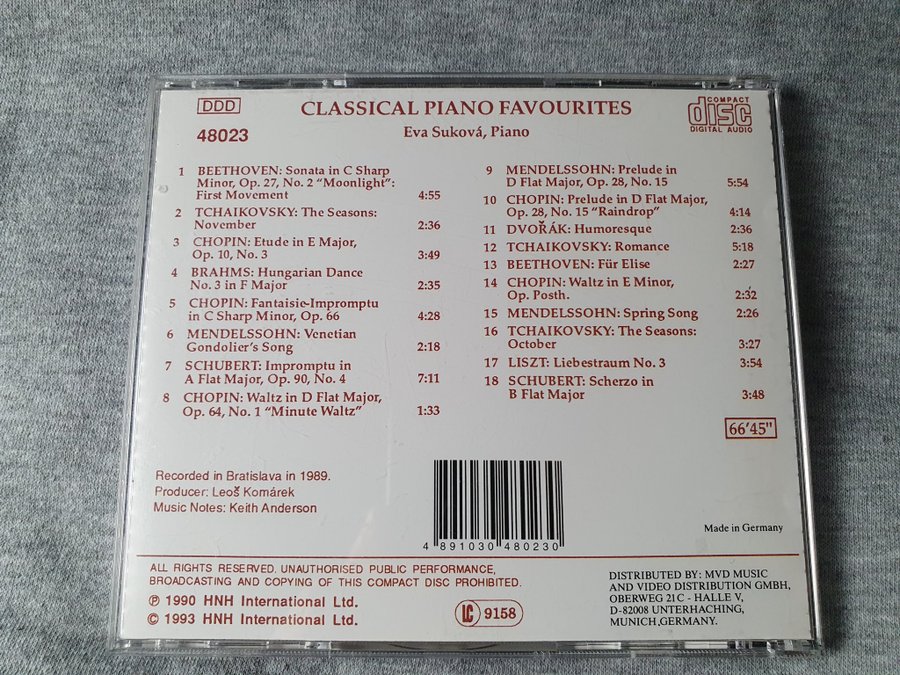 DDD
48023
CLASSICAL PIANO FAVOURITES
Eva Suková, Piano
COMPACT
disc
DIGITAL AUDIO
1 BEETHOVEN: Sonata in C Sharp
Minor, Op. 27, No. 2 “Moonlight”:
First Movement 4:55
2 TCHAIKOVSKY: The Seasons:
November 2:36
3 CHOPIN: Etude in E Major,
Op. 10, No. 3 3:49
4 BRAHMS: Hungarian Dance
No. 3 in F Major 2:35
5 CHOPIN: Fantaisie-Impromptu
in C Sharp Minor, Op. 66 4:28
6 MENDELSSOHN: Venetian
Gondolier's Song 2:18
7 SCHUBERT: Impromptu in
A Flat Major, Op. 90, No. 4 7:11
8 CHOPIN: Waltz in D Flat Major,
Op. 64, No. 1 “Minute Waltz” 1:33
9 MENDELSSOHN: Prelude in
D Flat Major, Op. 28, No. 15 5:54
10 CHOPIN: Prelude in D Flat Major,
Op. 28, No. 15 “Raindrop” 4:14
11 DVOŘÁK: Humoresque 2:36
12 TCHAIKOVSKY: Romance 5:18
13 BEETHOVEN: Für Elise 2:27
14 CHOPIN: Waltz in E Minor,
Op. Posth. 2:32
15 MENDELSSOHN: Spring Song 2:26
16 TCHAIKOVSKY: The Seasons:
October 3:27
17 LISZT: Liebestraum No. 3 3:54
18 SCHUBERT: Scherzo in
B Flat Major 3:48
66'45"
Recorded in Bratislava in 1989.
Producer: Leoš Komárek
Music Notes: Keith Anderson
4 891030 480230
Made in Germany
ALL RIGHTS RESERVED. UNAUTHORISED PUBLIC PERFORMANCE,
BROADCASTING AND COPYING OF THIS COMPACT DISC PROHIBITED.
℗ 1990 HNH International Ltd.
© 1993 HNH International Ltd.
LC 9158
DISTRIBUTED BY: MVD MUSIC
AND VIDEO DISTRIBUTION GMBH,
OBERWEG 21C - HALLE V,
D-82008 UNTERHACHING,
MUNICH,GERMANY.